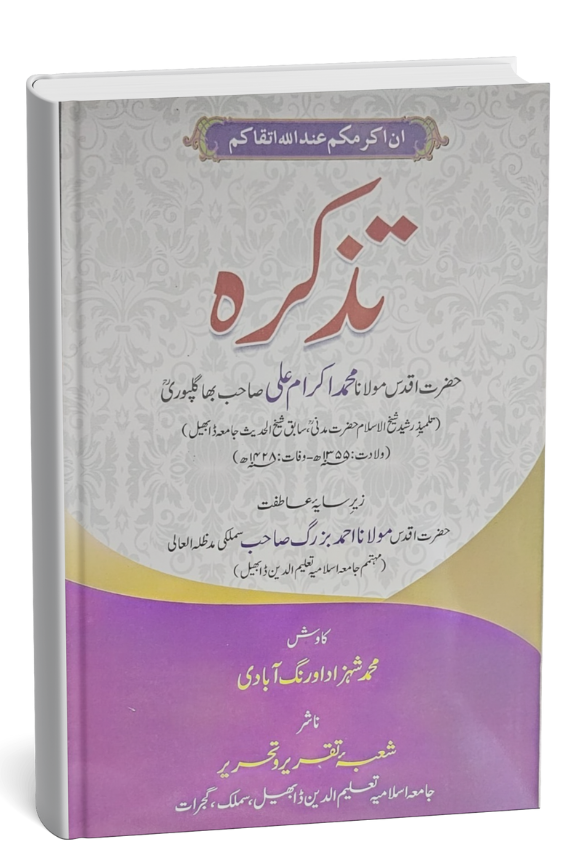 ان اکرمکم عند اللہ اتقاکم
تذکرہ
حضرت اقدس مولانا محمد اکرام علی صاحب بھاگلپوریؒ
(تلمیذِ رشید شیخ الاسلام حضرت مدنیؒ، سابق شیخ الحدیث جامعہ ڈابھیل)
(ولادت: ۱۳۵۵ھ - وفات: ۱۴۲۸ھ)
زیرِ سایۂ عاطفت
حضرت اقدس مولانا احمد بزرگ صاحب سملکی مدظلہ العالی
(مہتمم جامعہ اسلامیہ تعلیم الدین ڈابھیل)
کاوش
محمد شہزاد اورنگ آبادی
ناشر
شعبۂ تقریر و تحریر
جامعہ اسلامیہ تعلیم الدین ڈابھیل، سملک، گجرات